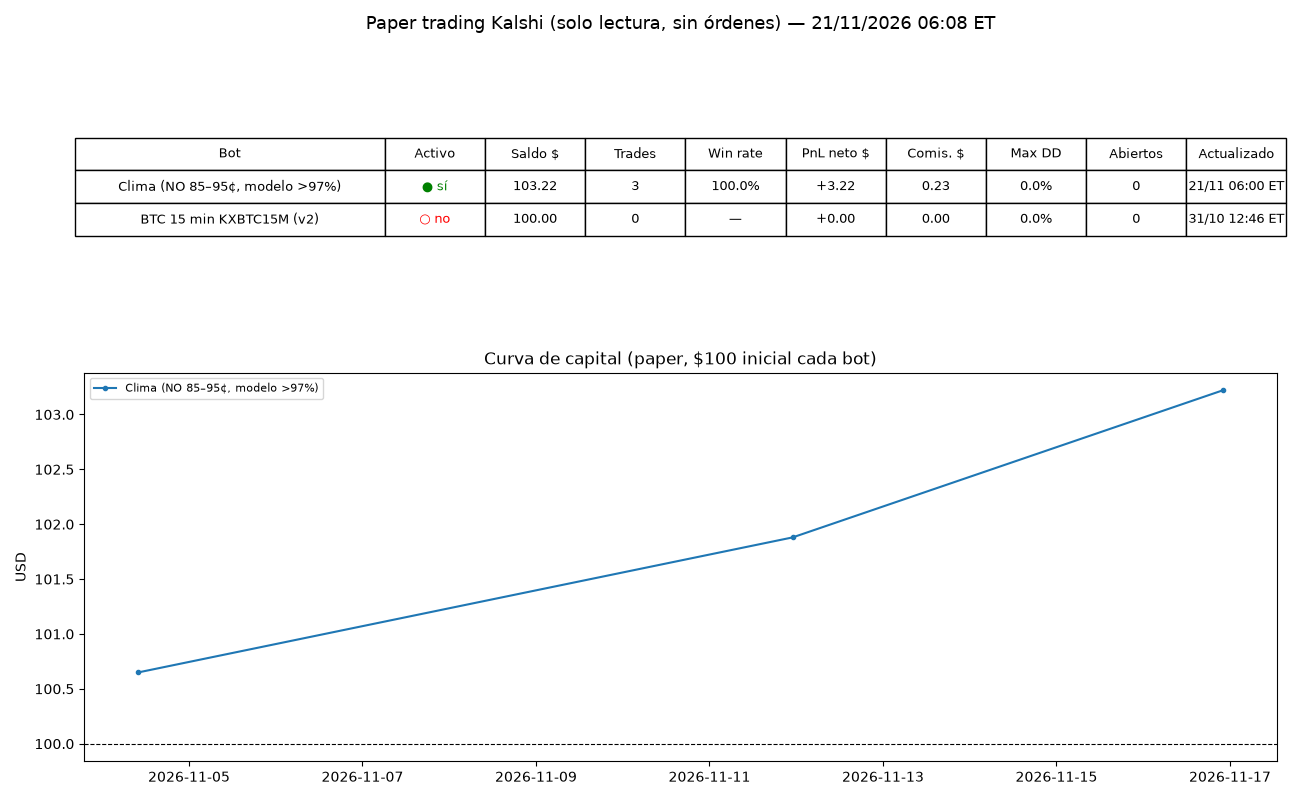 Paper trading Kalshi (solo lectura, sin órdenes) — 21/11/2026 06:08 ET
Bot Activo Saldo $ Trades Win rate PnL neto $ Comis. $ Max DD Abiertos Actualizado
Clima (NO 85–95¢, modelo >97%) ● sí 103.22 3 100.0% +3.22 0.23 0.0% 0 21/11 06:00 ET
BTC 15 min KXBTC15M (v2) ○ no 100.00 0 — +0.00 0.00 0.0% 0 31/10 12:46 ET
Curva de capital (paper, $100 inicial cada bot)
Clima (NO 85–95¢, modelo >97%)
103.0
102.5
102.0
101.5
101.0
100.5
100.0
USD
2026-11-05 2026-11-07 2026-11-09 2026-11-11 2026-11-13 2026-11-15 2026-11-17